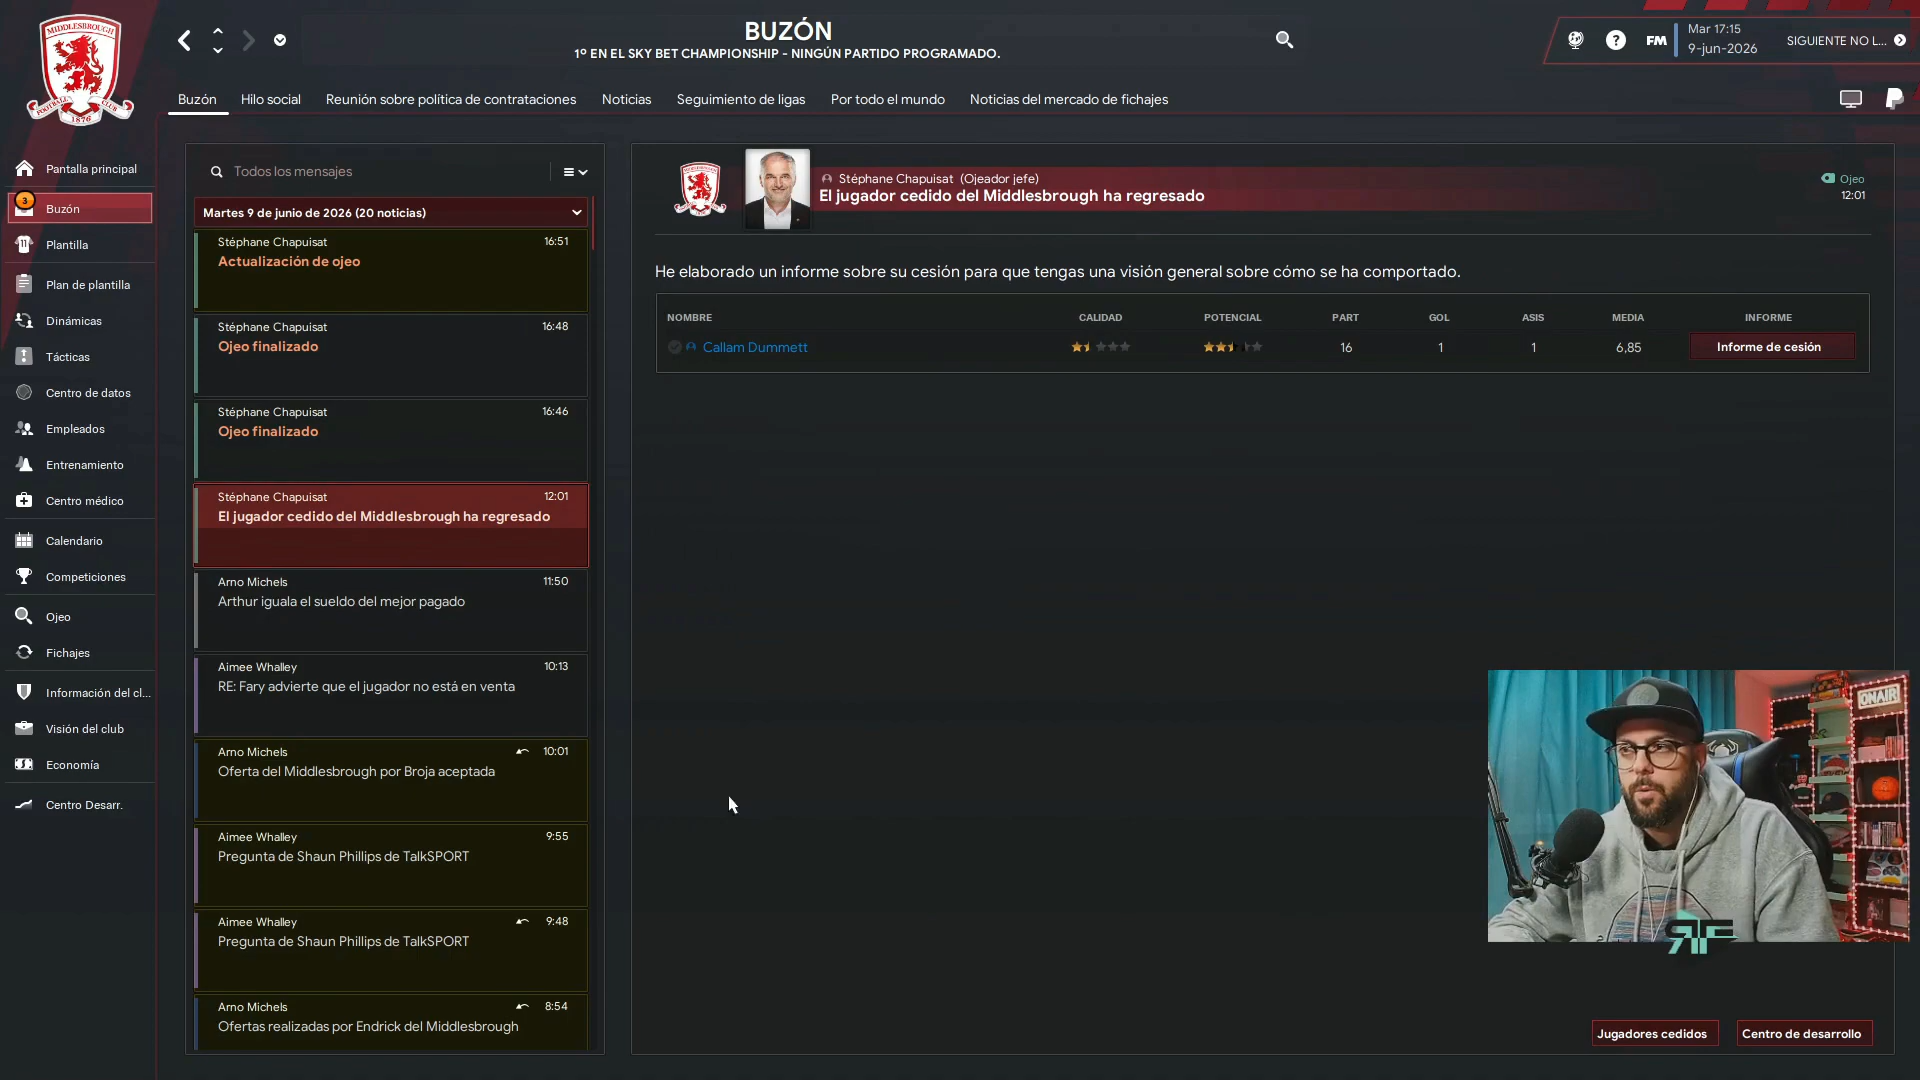 MIDDLESBROUGH
FOOTBALL CLUB
1876
BUZÓN
1º EN EL SKY BET CHAMPIONSHIP - NINGÚN PARTIDO PROGRAMADO.
FM
Mar 17:15
9-jun-2026
SIGUIENTE NO L...
Buzón
Hilo social
Reunión sobre política de contrataciones
Noticias
Seguimiento de ligas
Por todo el mundo
Noticias del mercado de fichajes
Pantalla principal
3
Buzón
11
Plantilla
Plan de plantilla
Dinámicas
Tácticas
Centro de datos
Empleados
Entrenamiento
Centro médico
Calendario
Competiciones
Ojeo
Fichajes
Información del cl...
Visión del club
Economía
Centro Desarr.
Todos los mensajes
Martes 9 de junio de 2026 (20 noticias)
Stéphane Chapuisat 16:51
Actualización de ojeo
Stéphane Chapuisat 16:48
Ojeo finalizado
Stéphane Chapuisat 16:46
Ojeo finalizado
Stéphane Chapuisat 12:01
El jugador cedido del Middlesbrough ha regresado
Arno Michels 11:50
Arthur iguala el sueldo del mejor pagado
Aimee Whalley 10:13
RE: Fary advierte que el jugador no está en venta
Arno Michels 10:01
Oferta del Middlesbrough por Broja aceptada
Aimee Whalley 9:55
Pregunta de Shaun Phillips de TalkSPORT
Aimee Whalley 9:48
Pregunta de Shaun Phillips de TalkSPORT
Arno Michels 8:54
Ofertas realizadas por Endrick del Middlesbrough
Stéphane Chapuisat (Ojeador jefe)
El jugador cedido del Middlesbrough ha regresado
Ojeo
12:01
He elaborado un informe sobre su cesión para que tengas una visión general sobre cómo se ha comportado.
NOMBRE CALIDAD POTENCIAL PART GOL ASIS MEDIA INFORME
Callam Dummett 16 1 1 6,85 Informe de cesión
ON AIR
RTF
Jugadores cedidos
Centro de desarrollo